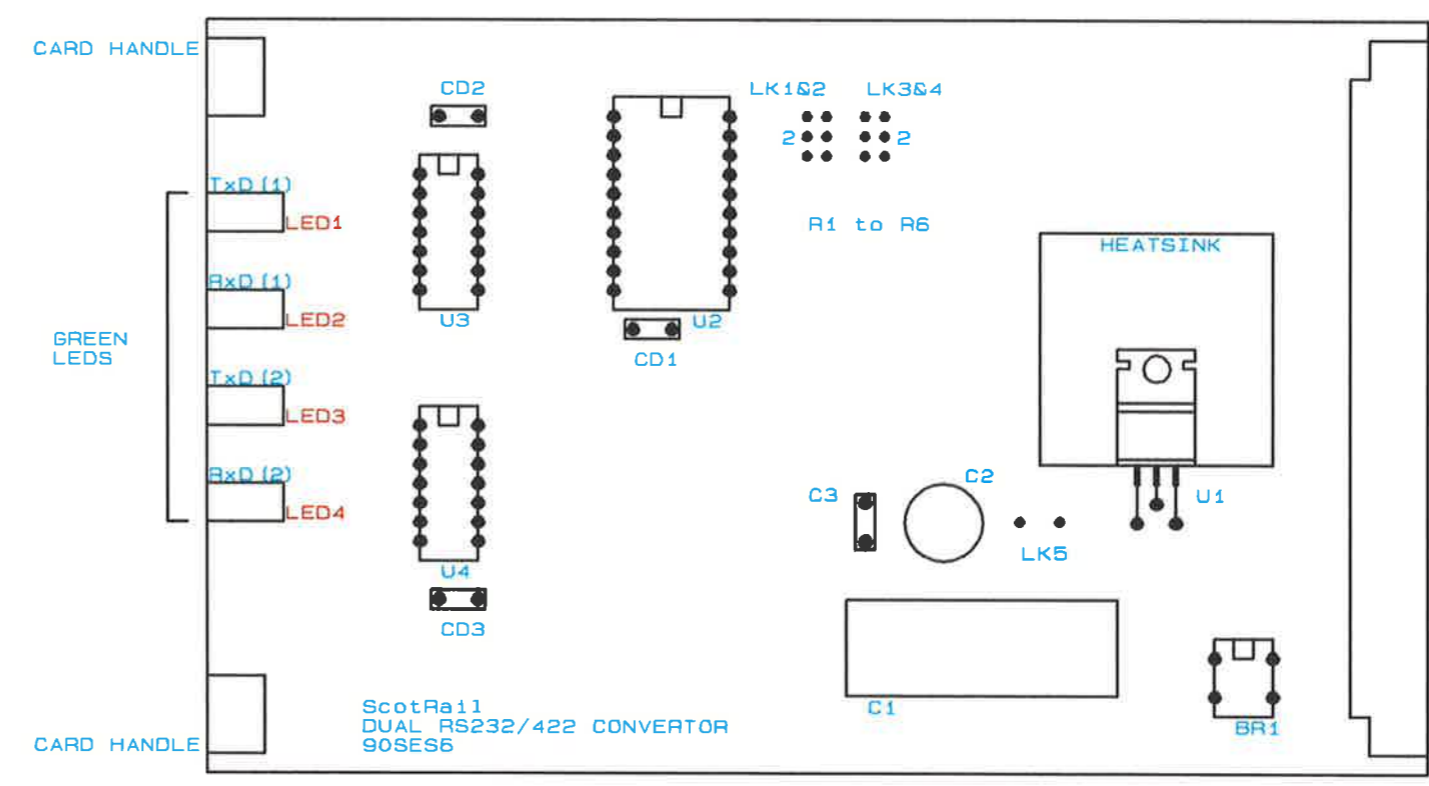 CARD HANDLE
CD2
LK1&2
LK3&4
2
2
TxD(1)
LED1
R1 to R6
HEATSINK
RxD(1)
LED2
U3
U2
GREEN
LEDS
CD1
TxD(2)
LED3
RxD(2)
LED4
C3
C2
U1
LK5
U4
CD3
C1
ScotRail
DUAL RS232/422 CONVERTOR
90SES6
BR1
CARD HANDLE